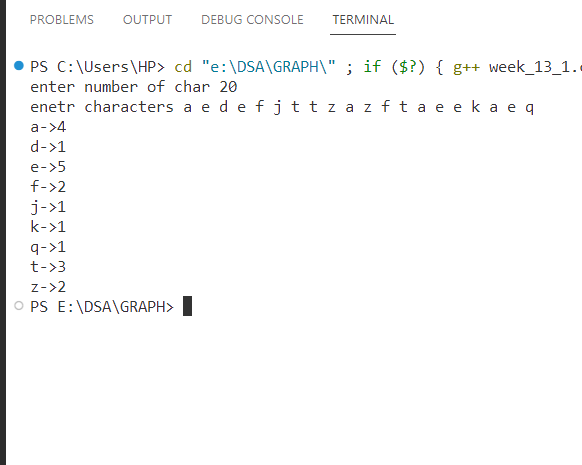 PROBLEMS OUTPUT DEBUG CONSOLE TERMINAL
PS C:\Users\HP> cd "e:\DSA\GRAPH\" ; if ($?) { g++ week_13_1.
enter number of char 20
enetr characters a e d e f j t t z a z f t a e e k a e q
a->4
d->1
e->5
f->2
j->1
k->1
q->1
t->3
z->2
PS E:\DSA\GRAPH>